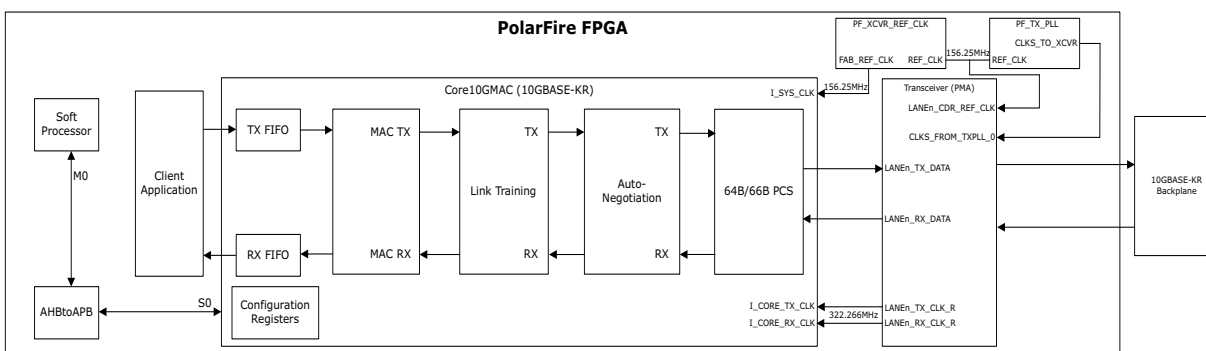 PolarFire FPGA
PF_XCVR_REF_CLK
FAB_REF_CLK
REF_CLK
156.25MHz
PF_TX_PLL
CLKS_TO_XCVR
REF_CLK
Core10GMAC (10GBASE-KR)
I_SYS_CLK
156.25MHz
Transceiver (PMA)
LANEn_CDR_REF_CLK
CLKS_FROM_TXPLL_0
Soft
Processor
M0
Client
Application
TX FIFO
MAC TX
TX
TX
TX
Link Training
Auto-
Negotiation
64B/66B PCS
LANEn_TX_DATA
LANEn_RX_DATA
10GBASE-KR
Backplane
RX FIFO
MAC RX
RX
RX
RX
AHBtoAPB
S0
Configuration
Registers
I_CORE_TX_CLK
I_CORE_RX_CLK
322.266MHz
LANEn_TX_CLK_R
LANEn_RX_CLK_R